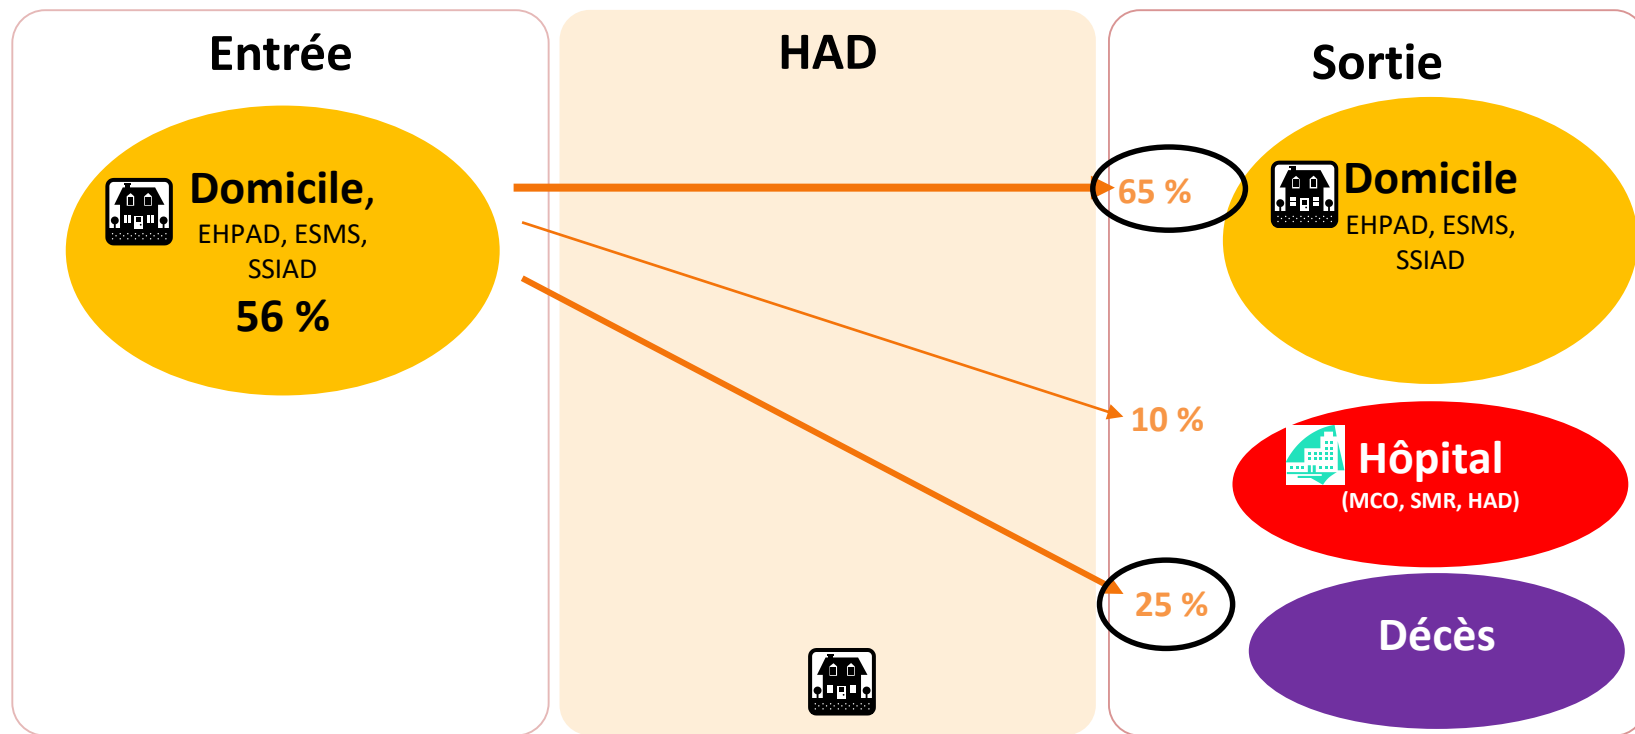 Entrée
Domicile,
EHPAD, ESMS,
SSIAD
56 %
HAD
Sortie
65 %
Domicile
EHPAD, ESMS,
SSIAD
10 %
Hôpital
(MCO, SMR, HAD)
25 %
Décès